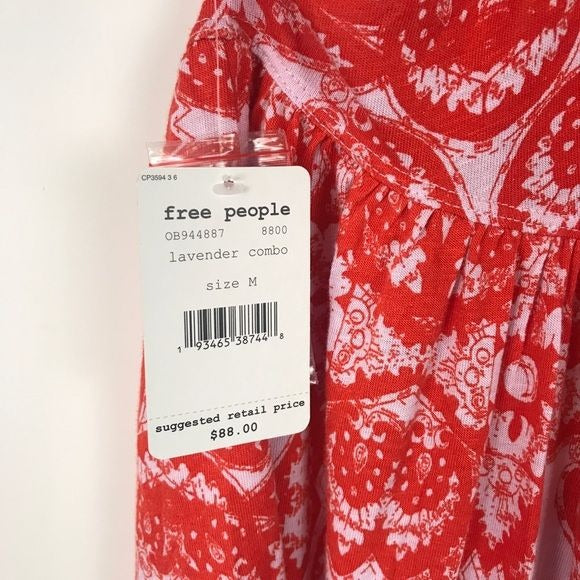 CP3594 3 6
free people
OB944887 8800
lavender combo
size M
1 93465 38744 8
suggested retail price
$88.00